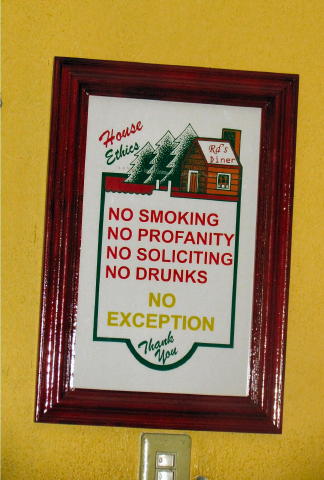 House
Ethics
Rd's
Diner
NO SMOKING
NO PROFANITY
NO SOLICITING
NO DRUNKS
NO
EXCEPTION
Thank
You